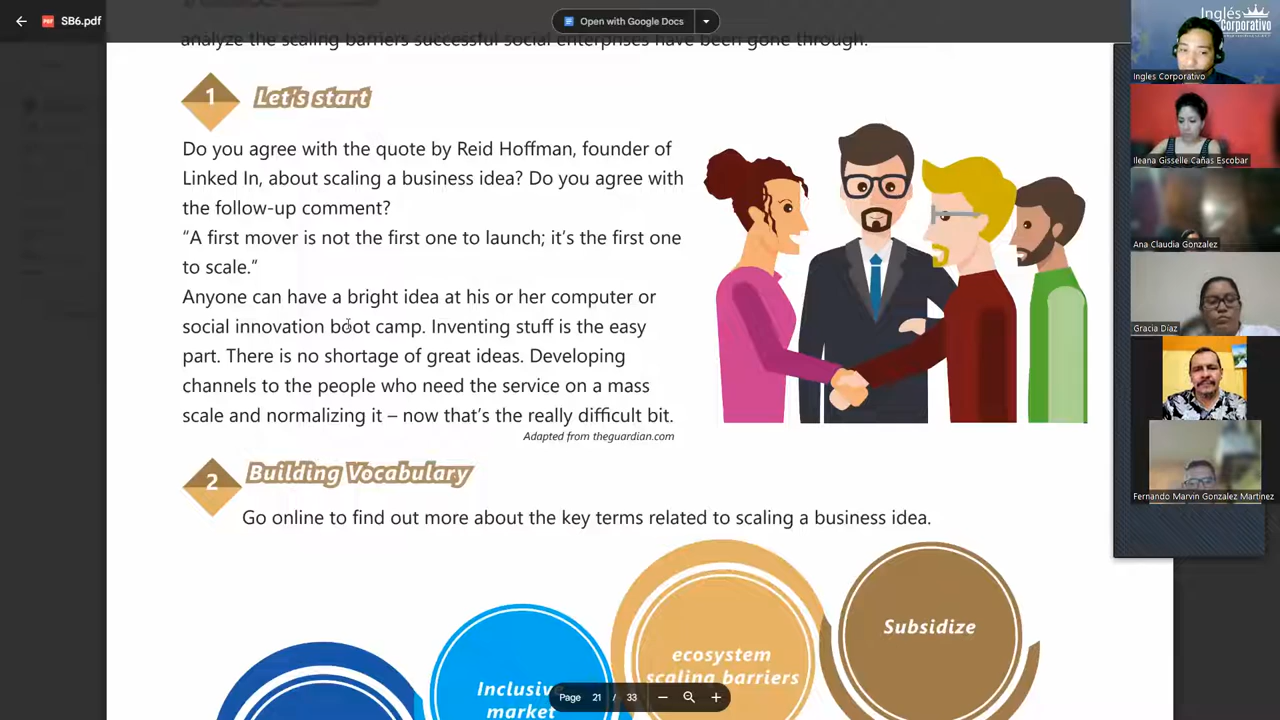 SB6.pdf
Open with Google Docs
analyze the scaling barriers successful social enterprises have been gone through.
1 Let's start
Do you agree with the quote by Reid Hoffman, founder of
Linked In, about scaling a business idea? Do you agree with
the follow-up comment?
“A first mover is not the first one to launch; it’s the first one
to scale.”
Anyone can have a bright idea at his or her computer or
social innovation boot camp. Inventing stuff is the easy
part. There is no shortage of great ideas. Developing
channels to the people who need the service on a mass
scale and normalizing it – now that’s the really difficult bit.
Adapted from theguardian.com
2 Building Vocabulary
Go online to find out more about the key terms related to scaling a business idea.
Inclusive
market
ecosystem
scaling barriers
Subsidize
Page 21 / 33
Inglés
Corporativo
Ingles Corporativo
Ileana Gisselle Cañas Escobar
Ana Claudia Gonzalez
Gracia Díaz
Fernando Marvin Gonzalez Martinez